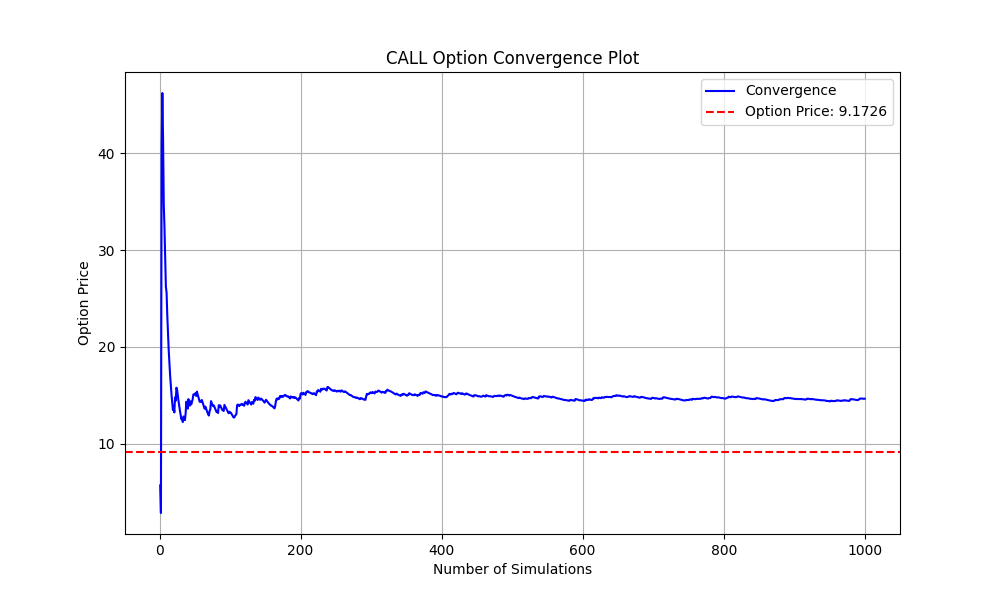 CALL Option Convergence Plot
Convergence
Option Price: 9.1726
Option Price
40
30
20
10
0
200
400
600
800
1000
Number of Simulations